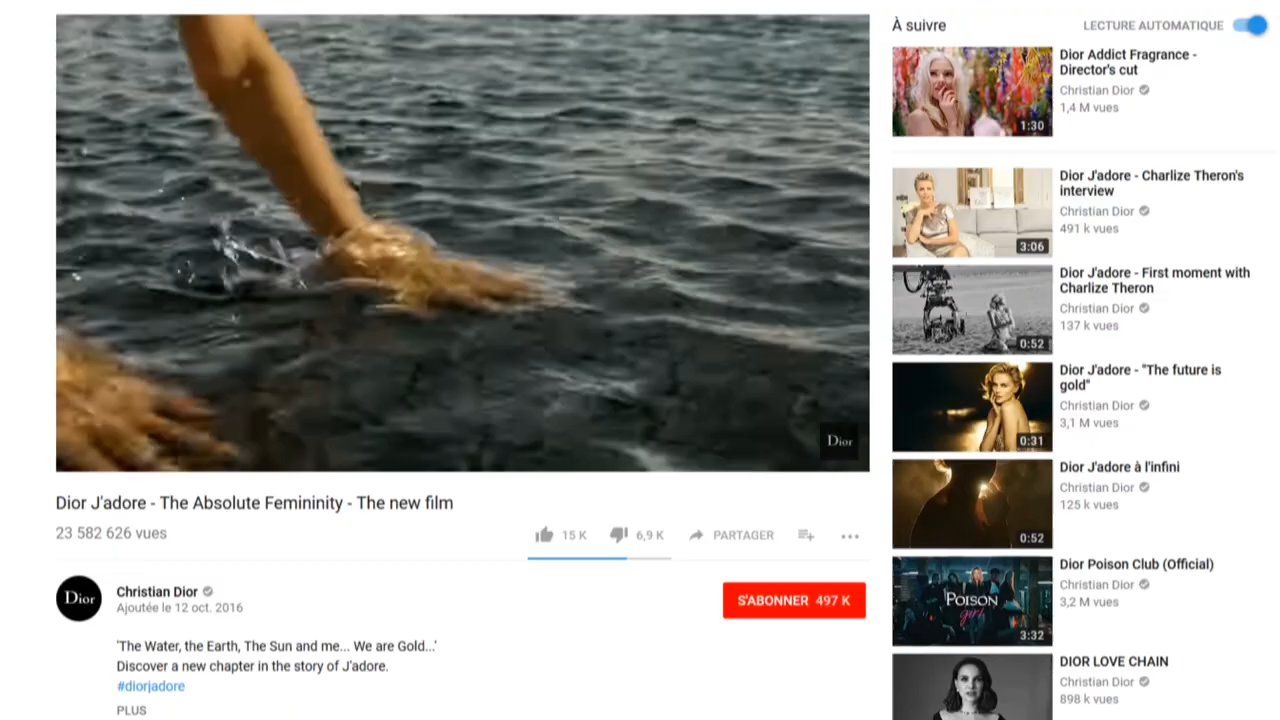 Dior
Dior J'adore - The Absolute Femininity - The new film
23 582 626 vues
15 K
6,9 K
PARTAGER
Dior
Christian Dior
Ajoutée le 12 oct. 2016
S'ABONNER 497 K
'The Water, the Earth, The Sun and me... We are Gold...'
Discover a new chapter in the story of J'adore.
#diorjadore
PLUS
À suivre
LECTURE AUTOMATIQUE
1:30
Dior Addict Fragrance -
Director's cut
Christian Dior
1,4 M vues
3:06
Dior J'adore - Charlize Theron's
interview
Christian Dior
491 k vues
0:52
Dior J'adore - First moment with
Charlize Theron
Christian Dior
137 k vues
0:31
Dior J'adore - "The future is
gold"
Christian Dior
3,1 M vues
0:52
Dior J'adore à l'infini
Christian Dior
125 k vues
POISON
girl
3:32
Dior Poison Club (Official)
Christian Dior
3,2 M vues
DIOR LOVE CHAIN
Christian Dior
898 k vues